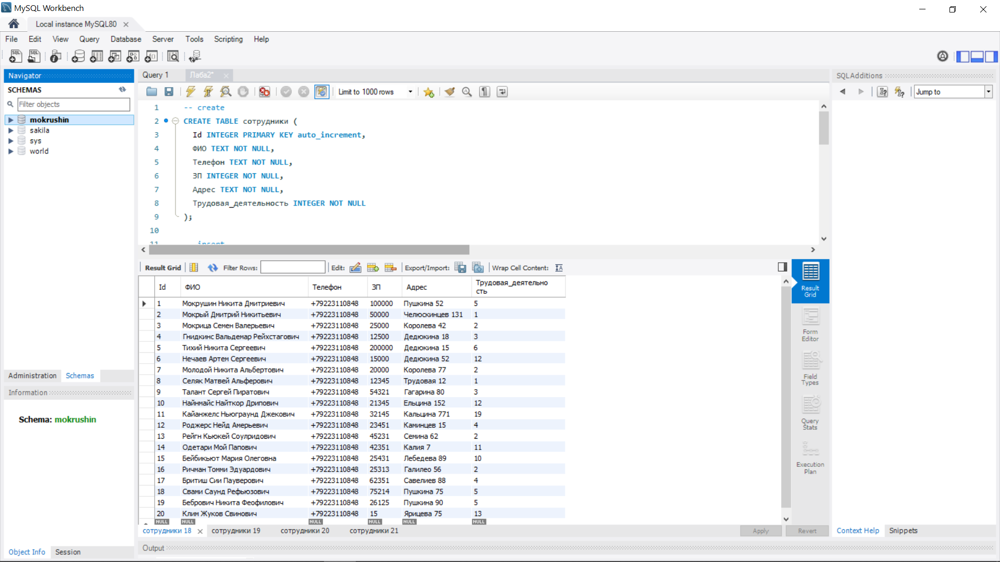 MySQL Workbench
Local instance MySQL80
File Edit View Query Database Server Tools Scripting Help
Navigator
SCHEMAS
Filter objects
mokrushin
sakila
sys
world
Administration Schemas
Information
Schema: mokrushin
Object Info Session
Query 1 Лаба2*
Limit to 1000 rows
1 -- create
2 CREATE TABLE сотрудники (
3 Id INTEGER PRIMARY KEY auto_increment,
4 ФИО TEXT NOT NULL,
5 Телефон TEXT NOT NULL,
6 ЗП INTEGER NOT NULL,
7 Адрес TEXT NOT NULL,
8 Трудовая_деятельность INTEGER NOT NULL
9 );
10
11 insert
Result Grid Filter Rows: Edit: Export/Import: Wrap Cell Content:
Id ФИО Телефон ЗП Адрес Трудовая_деятельно
сть
1 Мокрушин Никита Дмитриевич +79223110848 100000 Пушкина 52 5
2 Мокрый Дмитрий Никитьевич +79223110848 50000 Челюскинцев 131 1
3 Мокрица Семен Валерьевич +79223110848 25000 Королева 42 2
4 Гнидкинс Вальдемар Рейхстагович +79223110848 12500 Дедюкина 18 3
5 Тихий Никита Сергеевич +79223110848 200000 Дедюкина 15 6
6 Нечаев Артем Сергеевич +79223110848 15000 Дедюкина 52 12
7 Молодой Никита Альбертович +79223110848 20000 Королева 77 2
8 Селяк Матвей Альферович +79223110848 12345 Трудовая 12 1
9 Талант Сергей Пиратович +79223110848 54321 Гагарина 80 3
10 Найнмайс Найткор Дрипович +79223110848 21345 Ельцина 152 12
11 Кайанжелс Ньюграунд Джекович +79223110848 32145 Кальцина 771 19
12 Роджерс Нейд Амерьевич +79223110848 23451 Каминцев 15 4
13 Рейгн Кьюкей Соулридович +79223110848 45231 Семина 62 2
14 Одетари Мой Папович +79223110848 42351 Калия 7 11
15 Бейбикьют Мария Олеговна +79223110848 25431 Лебедева 89 10
16 Ричман Томми Эдуардович +79223110848 25313 Галилео 56 2
17 Бритиш Сии Пауверович +79223110848 62351 Савелиев 88 4
18 Свами Саунд Рефьюзович +79223110848 75214 Пушкина 75 5
19 Бебрович Никита Феофилович +79223110848 26125 Пушкина 90 5
20 Клим Жуков Свинович +79223110848 15 Ярицева 75 13
NULL NULL NULL NULL NULL NULL
сотрудники 18 сотрудники 19 сотрудники 20 сотрудники 21
Apply Revert
Output
Result
Grid
Form
Editor
Field
Types
Query
Stats
Execution
Plan
SQLAdditions
Jump to
Context Help Snippets